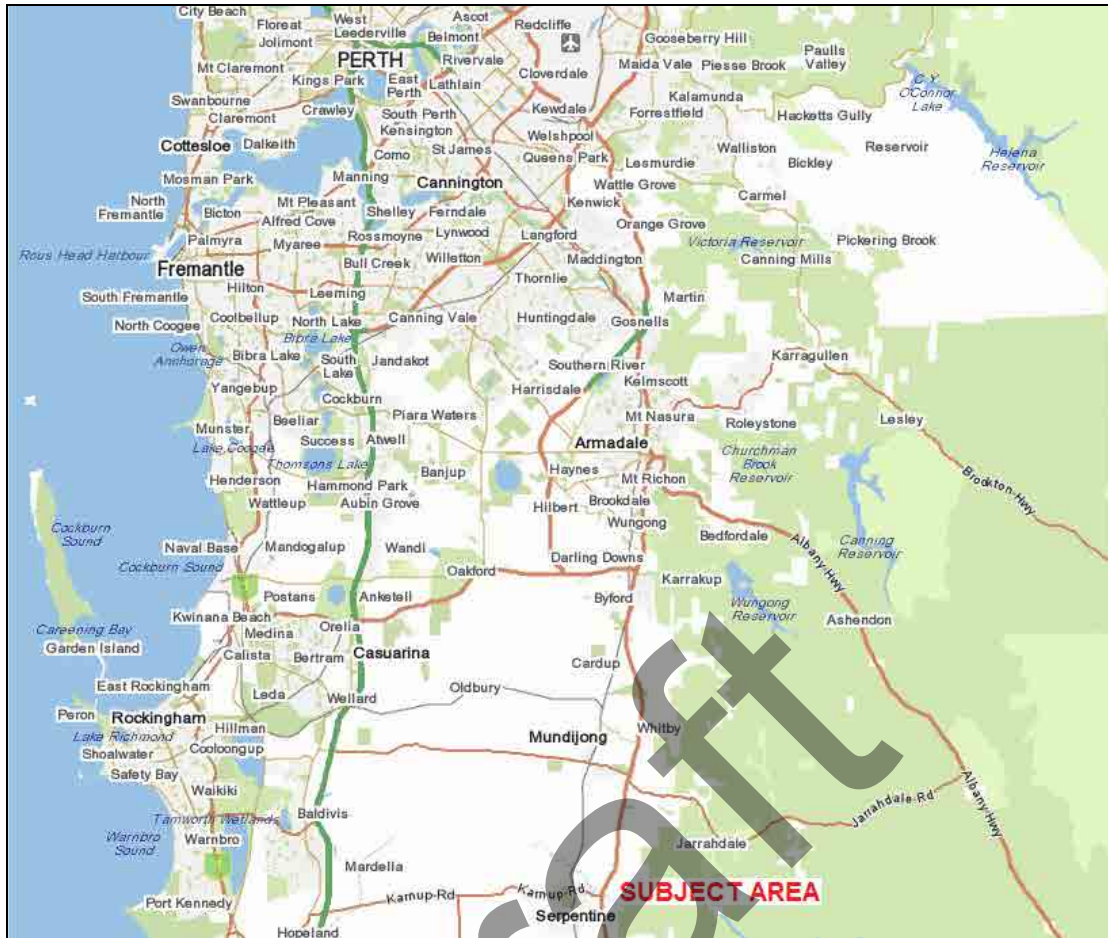 City Beach
Floreat
West
Leederville
Ascot
Redcliffe
Jolimont
Belmont
Gooseberry Hill
PERTH
Rivervale
Maida Vale
Piesse Brook
Paulls
Valley
Mt Claremont
Kings Park
East
Perth
Lathlain
Cloverdale
C.Y.
O'Connor
Lake
Swanbourne
Claremont
Crawley
South Perth
Kensington
Kewdale
Kalamunda
Forrestfield
Hacketts Gully
Cottesloe
Dalkeith
Como
St James
Welshpool
Queens Park
Lesmurdie
Walliston
Bickley
Reservoir
Helena
Reservoir
Mosman Park
Manning
Cannington
Wattle Grove
Carmel
North
Fremantle
Bicton
Mt Pleasant
Alfred Cove
Shelley
Ferndale
Kenwick
Orange Grove
Palmyra
Myaree
Rossmoyne
Lynwood
Langford
Victoria Reservoir
Pickering Brook
Rous Head Harbour
Fremantle
Bull Creek
Willetton
Maddington
Canning Mills
Hilton
Leeming
Thornlie
South Fremantle
Martin
North Coogee
Coolbellup
North Lake
Canning Vale
Huntingdale
Gosnells
Bibra Lake
Owen
Anchorage
Bibra Lake
South
Lake
Jandakot
Southern River
Karragullen
Yangebup
Harrisdale
Kelmscott
Cockburn
Munster
Beeliar
Piara Waters
Mt Nasura
Roleystone
Lesley
Lake Coogee
Success
Atwell
Armadale
Churchman
Brook
Reservoir
Thomsons Lake
Banjup
Haynes
Brookton Hwy
Henderson
Hammond Park
Mt Richon
Wattleup
Aubin Grove
Hilbert
Brookdale
Wungong
Cockburn
Sound
Bedfordale
Albany Hwy
Canning
Reservoir
Naval Base
Mandogalup
Wandi
Darling Downs
Cockburn Sound
Oakford
Karrakup
Postans
Anketell
Byford
Wungong
Reservoir
Kwinana Beach
Medina
Orelia
Ashendon
Careening Bay
Garden Island
Calista
Bertram
Casuarina
Cardup
East Rockingham
Leda
Wellard
Oldbury
Peron
Rockingham
Hillman
Whitby
Lake Richmond
Cooloongup
Mundijong
Shoalwater
Safety Bay
Waikiki
Albany Hwy
Jarrahdale Rd
Tamworth Wetlands
Baldivis
Warnbro
Sound
Warnbro
Jarrahdale
Mardella
Karnup-Rd
Karnup-Rd
SUBJECT AREA
Port Kennedy
Serpentine
Hopeland